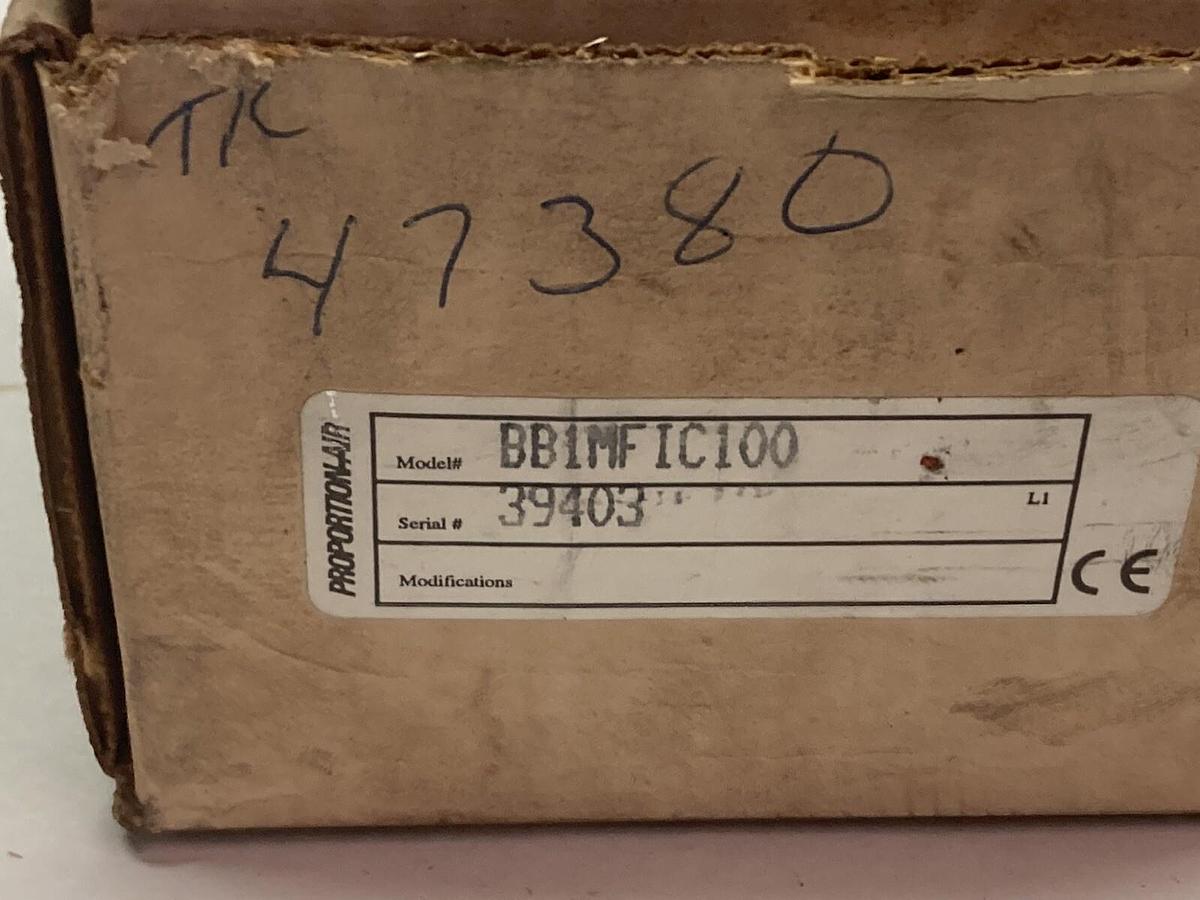 TK
47380
PROPORTION-AIR
Model# BB1MFIC100
Serial # 39403
L1
Modifications
CE